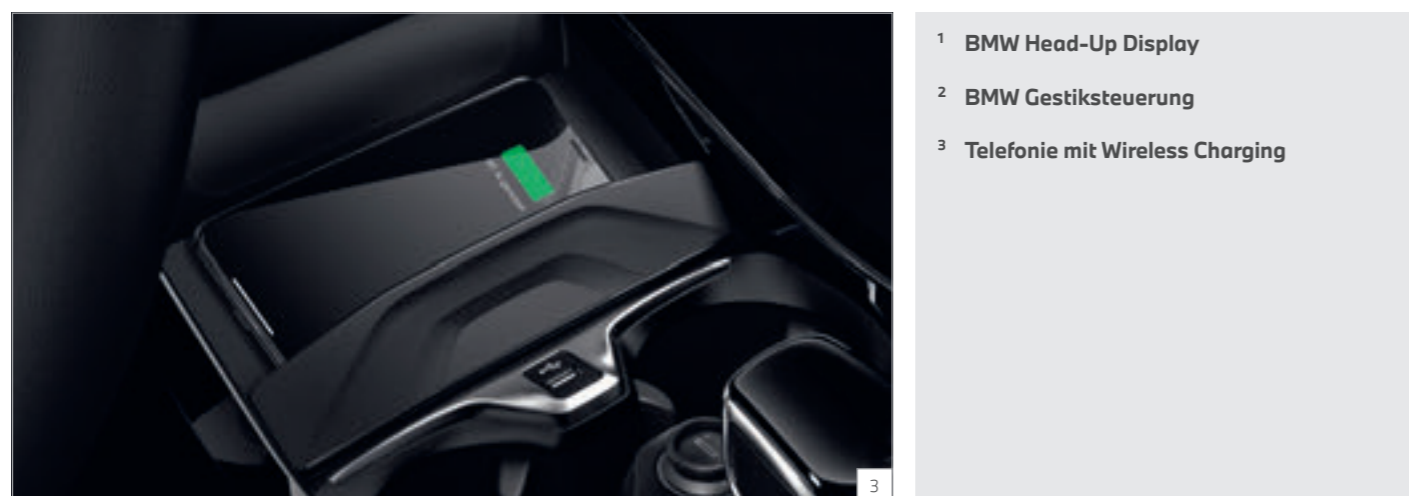 3
¹ BMW Head-Up Display
² BMW Gestiksteuerung
³ Telefonie mit Wireless Charging